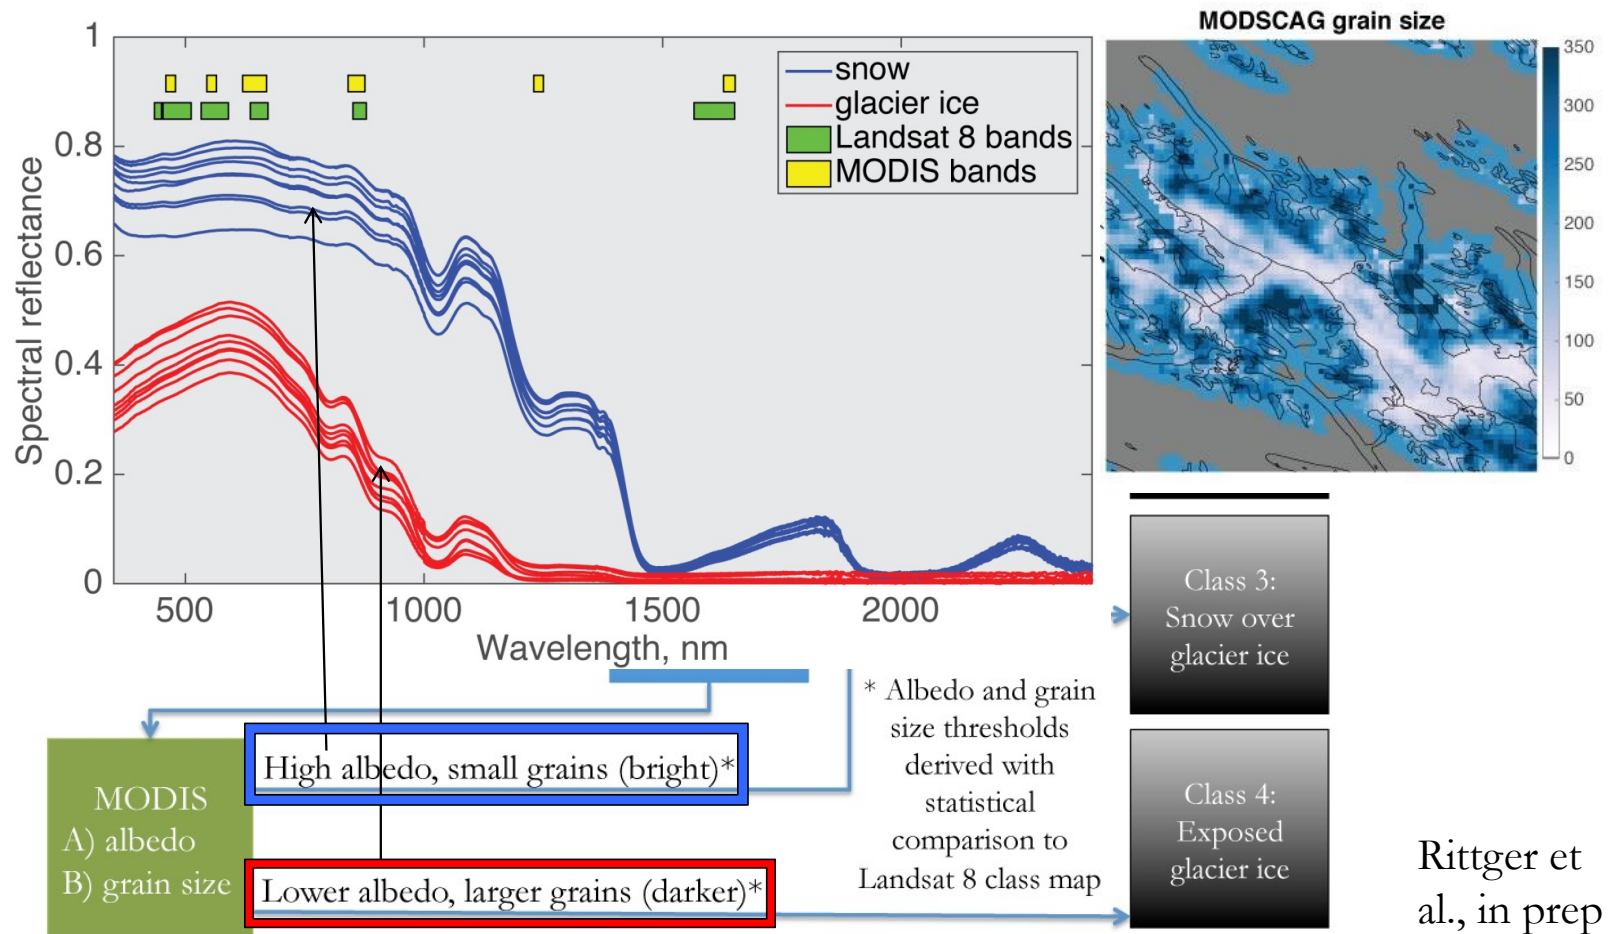 MODSCAG grain size
1
0.8
0.6
0.4
0.2
0
Spectral reflectance
snow
glacier ice
Landsat 8 bands
MODIS bands
500
1000
1500
2000
Wavelength, nm
350
300
250
200
150
100
50
0
MODIS
A) albedo
B) grain size
High albedo, small grains (bright)*
Lower albedo, larger grains (darker)*
* Albedo and grain
size thresholds
derived with
statistical
comparison to
Landsat 8 class map
Class 3:
Snow over
glacier ice
Class 4:
Exposed
glacier ice
Rittger et
al., in prep